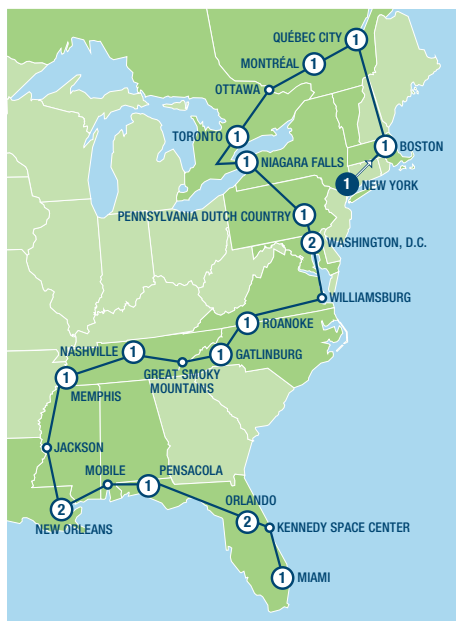 QUÉBEC CITY
1
MONTRÉAL
1
OTTAWA
TORONTO
1
1
BOSTON
1
NIAGARA FALLS
1
NEW YORK
PENNSYLVANIA DUTCH COUNTRY
1
2
WASHINGTON, D.C.
WILLIAMSBURG
1
ROANOKE
NASHVILLE
1
1
GATLINBURG
GREAT SMOKY
MOUNTAINS
1
MEMPHIS
JACKSON
MOBILE
PENSACOLA
1
2
NEW ORLEANS
ORLANDO
2
KENNEDY SPACE CENTER
1
MIAMI